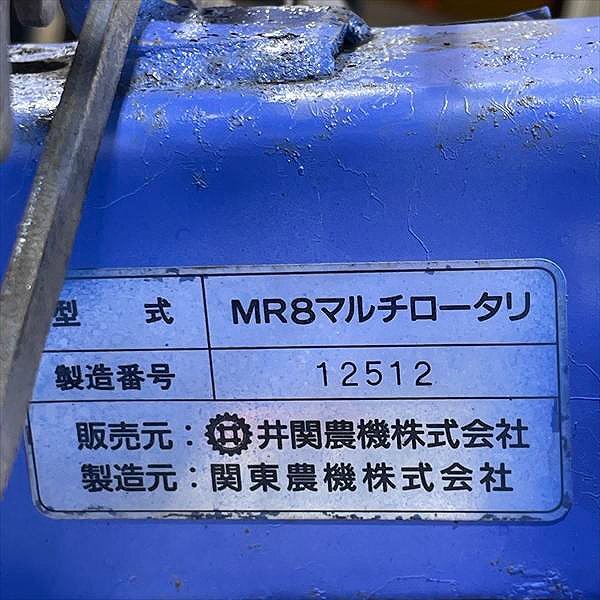 型 式 MR8マルチロータリ
製造番号 12512
販売元：井関農機株式会社
製造元：関東農機株式会社